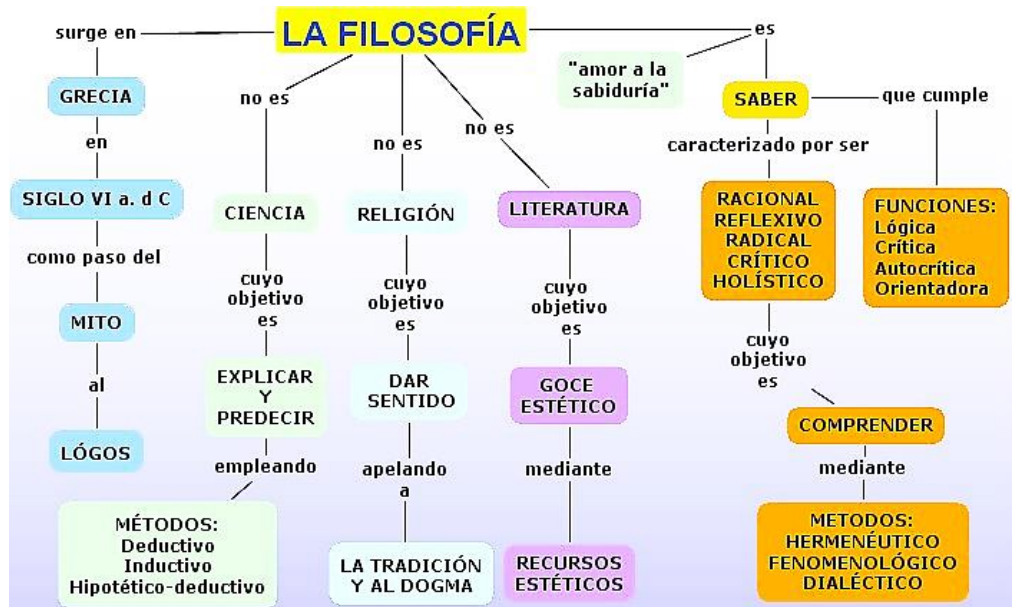 LA FILOSOFÍA
surge en
GRECIA
en
SIGLO VI a. d C
como paso del
MITO
al
LÓGOS
no es
CIENCIA
cuyo
objetivo
es
EXPLICAR
Y
PREDECIR
empleando
MÉTODOS:
Deductivo
Inductivo
Hipotético-deductivo
no es
RELIGIÓN
cuyo
objetivo
es
DAR
SENTIDO
apelando
a
LA TRADICIÓN
Y AL DOGMA
no es
LITERATURA
cuyo
objetivo
es
GOCE
ESTÉTICO
mediante
RECURSOS
ESTÉTICOS
es
"amor a la
sabiduría"
SABER
caracterizado por ser
RACIONAL
REFLEXIVO
RADICAL
CRÍTICO
HOLÍSTICO
cuyo
objetivo
es
COMPRENDER
mediante
METODOS:
HERMENÉUTICO
FENOMENOLÓGICO
DIALÉCTICO
que cumple
FUNCIONES:
Lógica
Crítica
Autocrítica
Orientadora